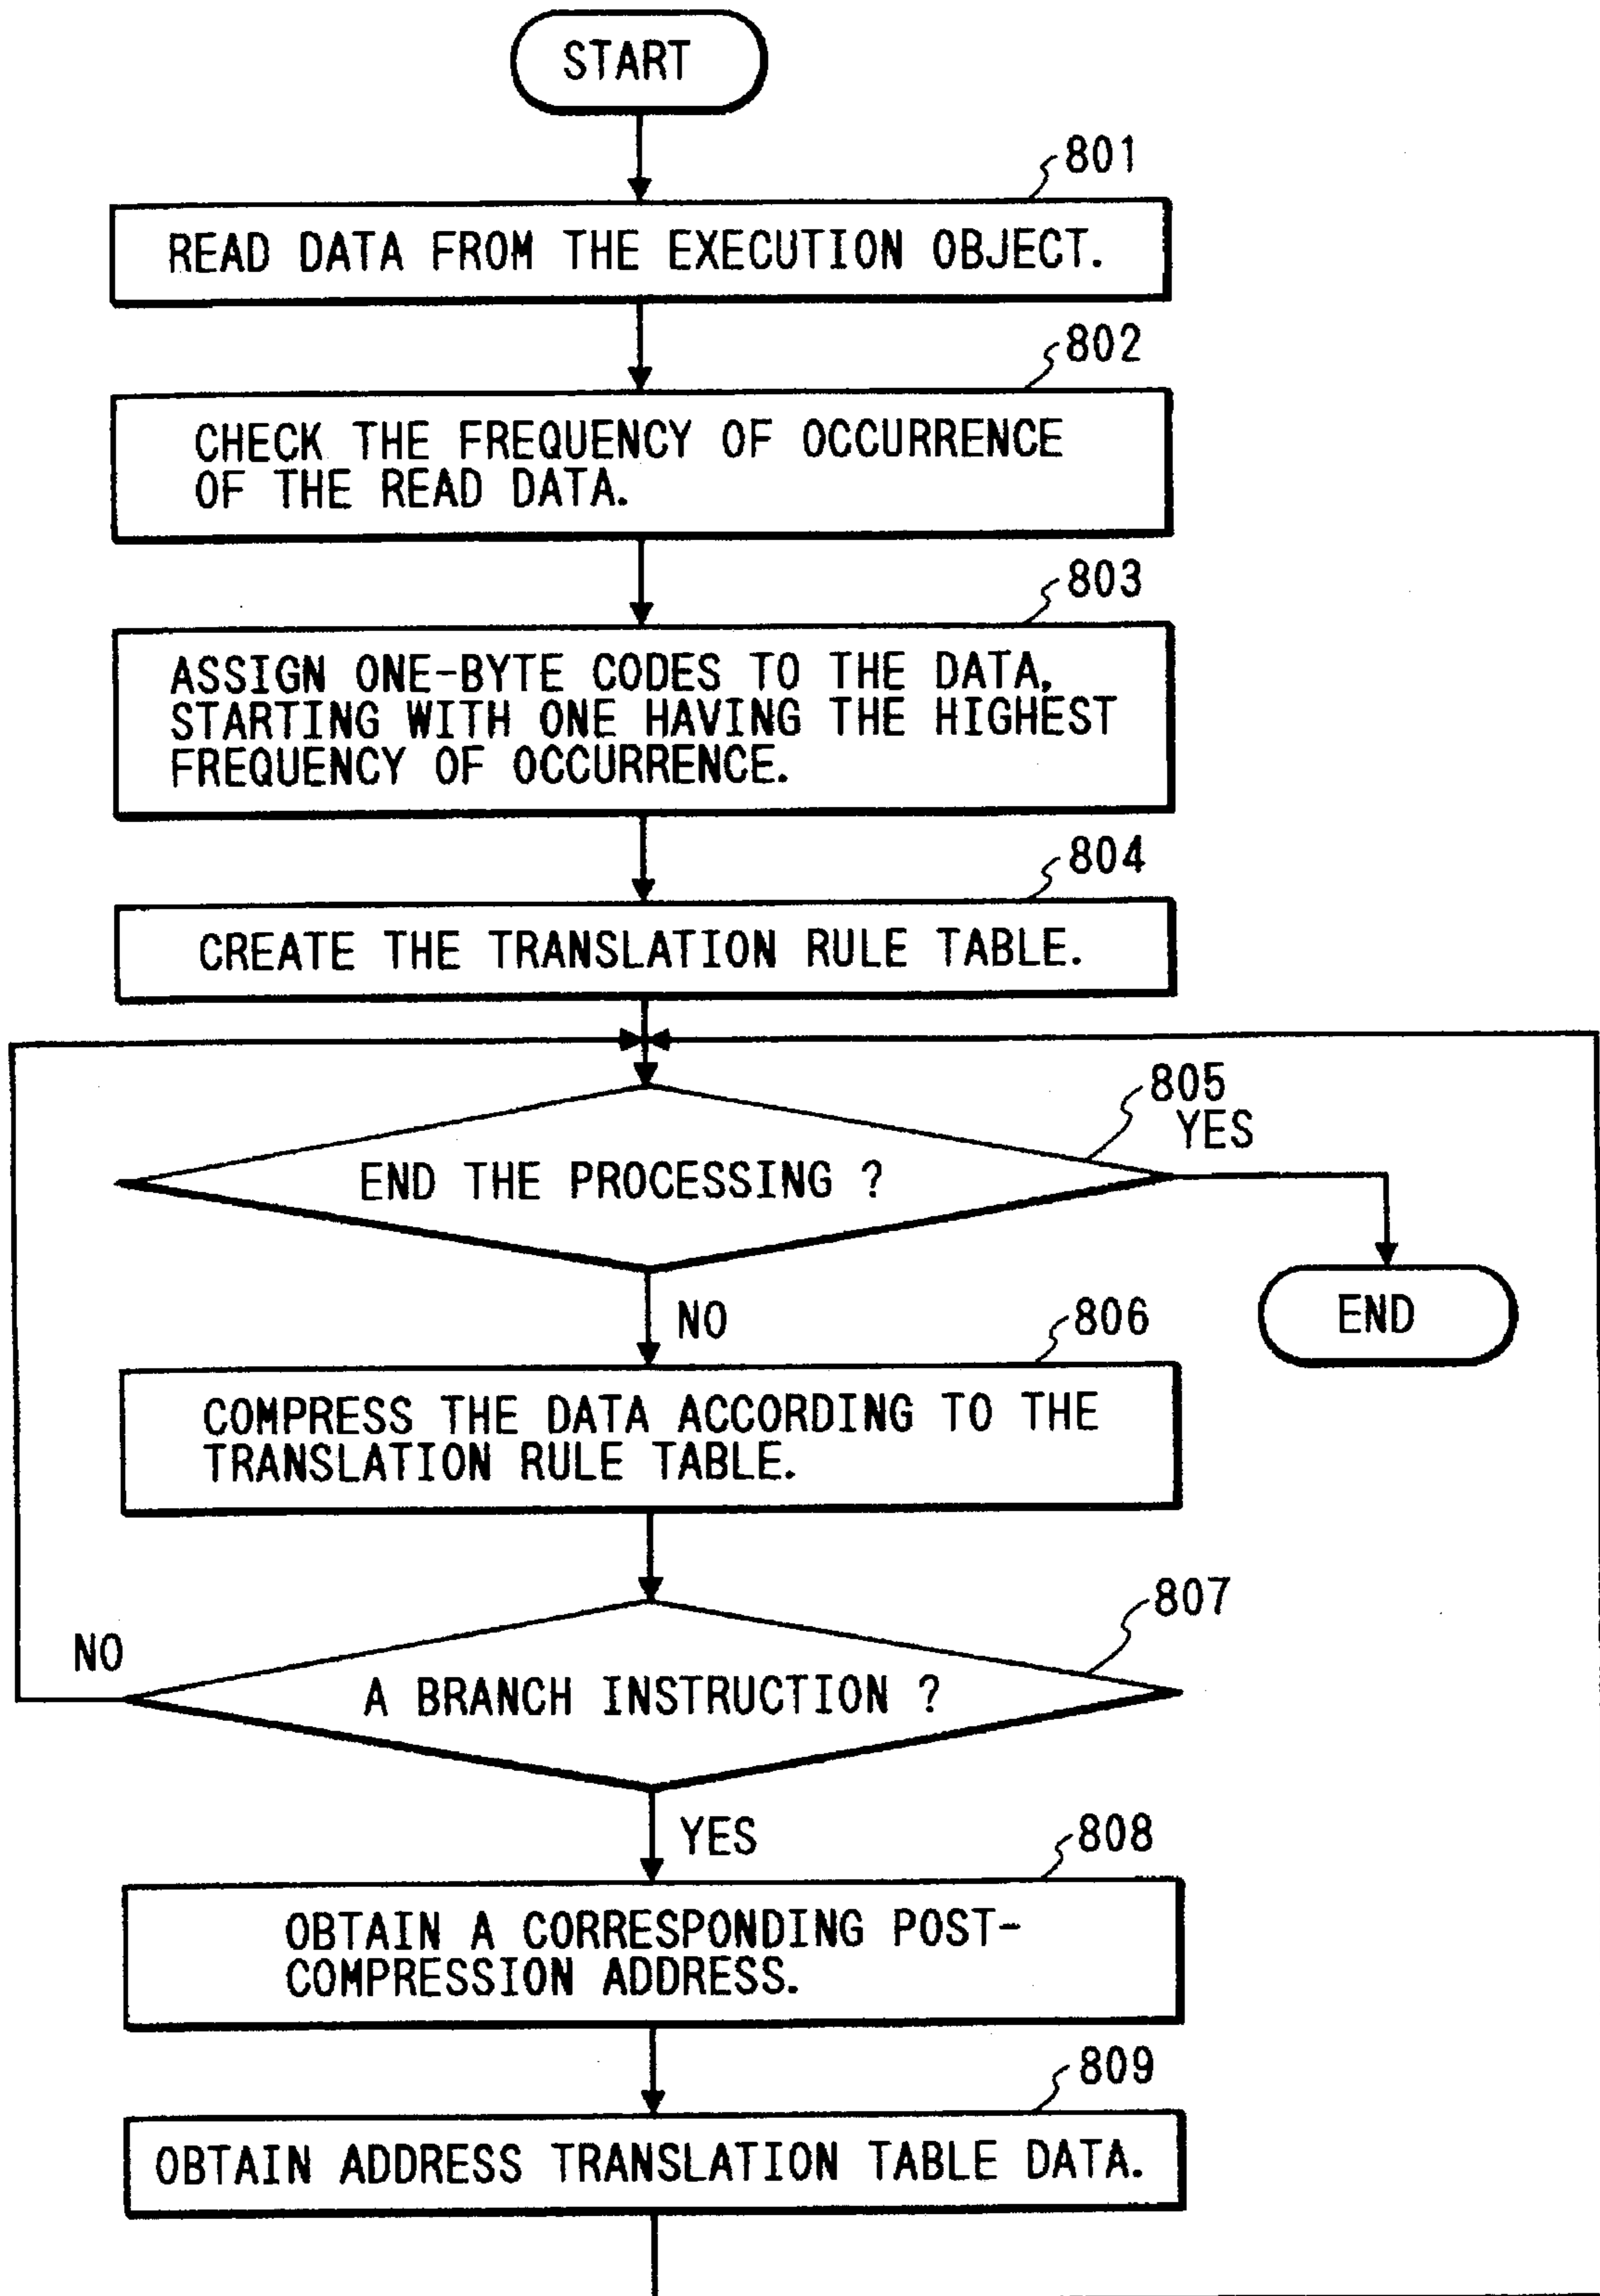 START
801
READ DATA FROM THE EXECUTION OBJECT.
802
CHECK THE FREQUENCY OF OCCURRENCE
OF THE READ DATA.
803
ASSIGN ONE-BYTE CODES TO THE DATA,
STARTING WITH ONE HAVING THE HIGHEST
FREQUENCY OF OCCURRENCE.
804
CREATE THE TRANSLATION RULE TABLE.
805
YES
END THE PROCESSING ?
END
NO
806
COMPRESS THE DATA ACCORDING TO THE
TRANSLATION RULE TABLE.
807
NO
A BRANCH INSTRUCTION ?
YES
808
OBTAIN A CORRESPONDING POST-
COMPRESSION ADDRESS.
809
OBTAIN ADDRESS TRANSLATION TABLE DATA.